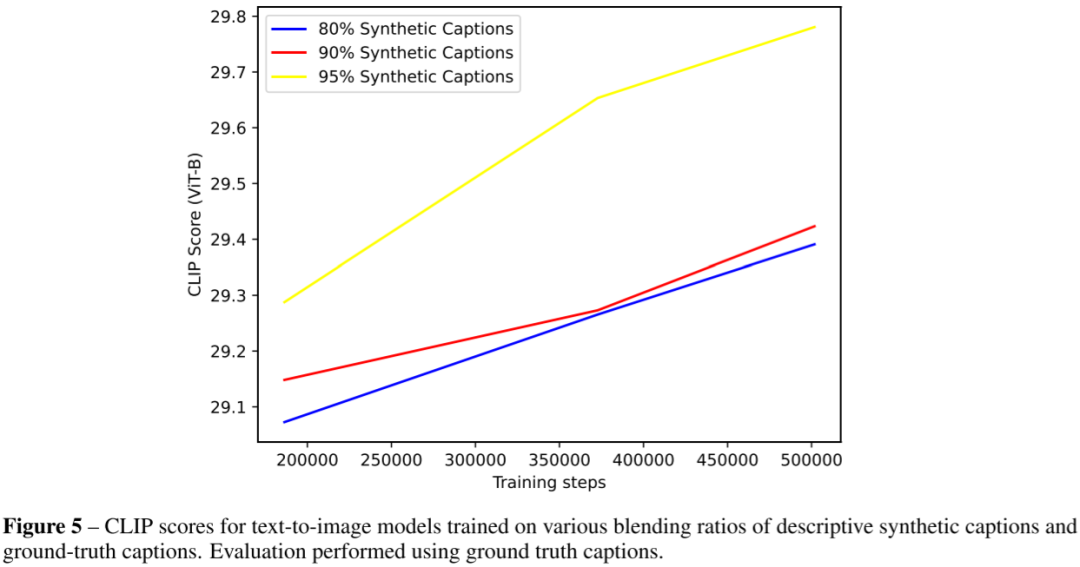 29.8
29.7
29.6
29.5
29.4
29.3
29.2
29.1
CLIP Score (ViT-B)
80% Synthetic Captions
90% Synthetic Captions
95% Synthetic Captions
200000 250000 300000 350000 400000 450000 500000
Training steps
Figure 5 – CLIP scores for text-to-image models trained on various blending ratios of descriptive synthetic captions and
ground-truth captions. Evaluation performed using ground truth captions.